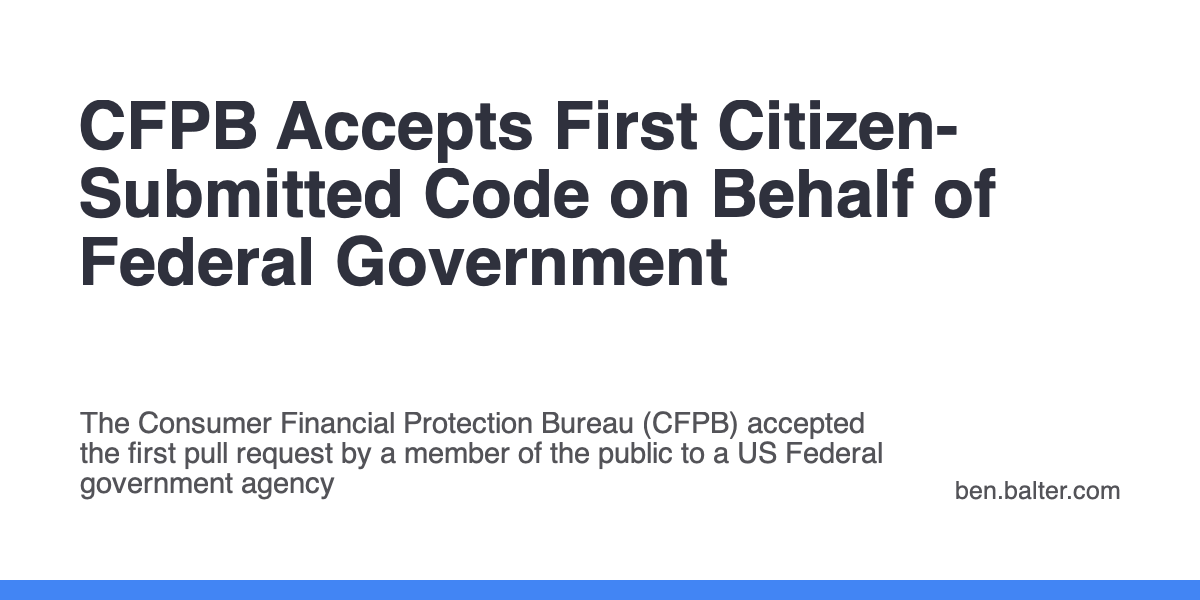 CFPB Accepts First Citizen-
Submitted Code on Behalf of
Federal Government
The Consumer Financial Protection Bureau (CFPB) accepted
the first pull request by a member of the public to a US Federal
government agency
ben.balter.com